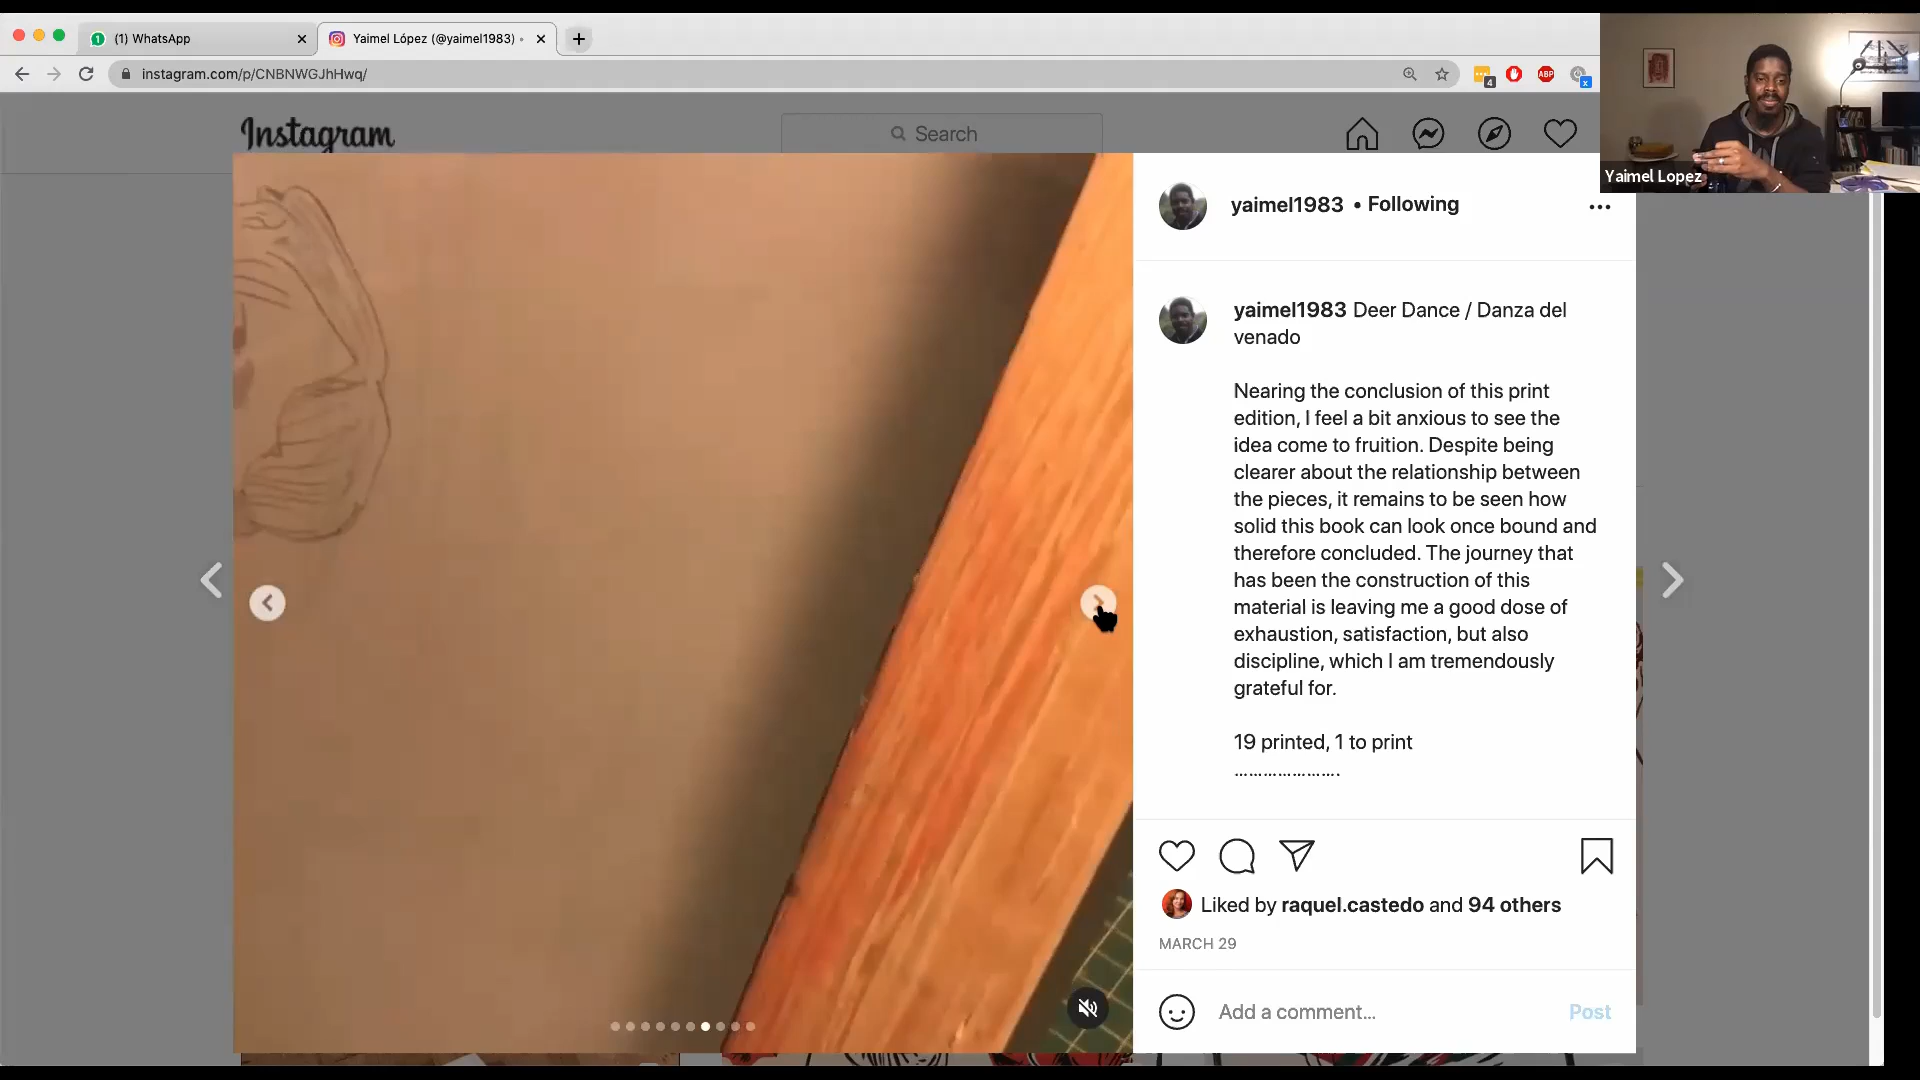 (1) WhatsApp
Yaimel López (@yaimel1983) •
instagram.com/p/CNBNWGJhHwq/
4
ABP
x
Instagram
Search
Yaimel Lopez
yaimel1983 • Following
yaimel1983 Deer Dance / Danza del
venado
Nearing the conclusion of this print
edition, I feel a bit anxious to see the
idea come to fruition. Despite being
clearer about the relationship between
the pieces, it remains to be seen how
solid this book can look once bound and
therefore concluded. The journey that
has been the construction of this
material is leaving me a good dose of
exhaustion, satisfaction, but also
discipline, which I am tremendously
grateful for.
19 printed, 1 to print
………………….
Liked by raquel.castedo and 94 others
MARCH 29
Add a comment...
Post